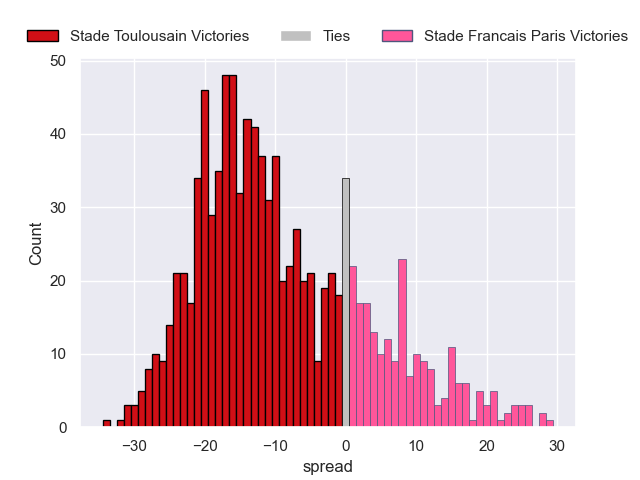 Stade Toulousain Victories Ties Stade Francais Paris Victories
50
40
30
20
10
0
Count
−30 −20 −10 0 10 20 30
spread